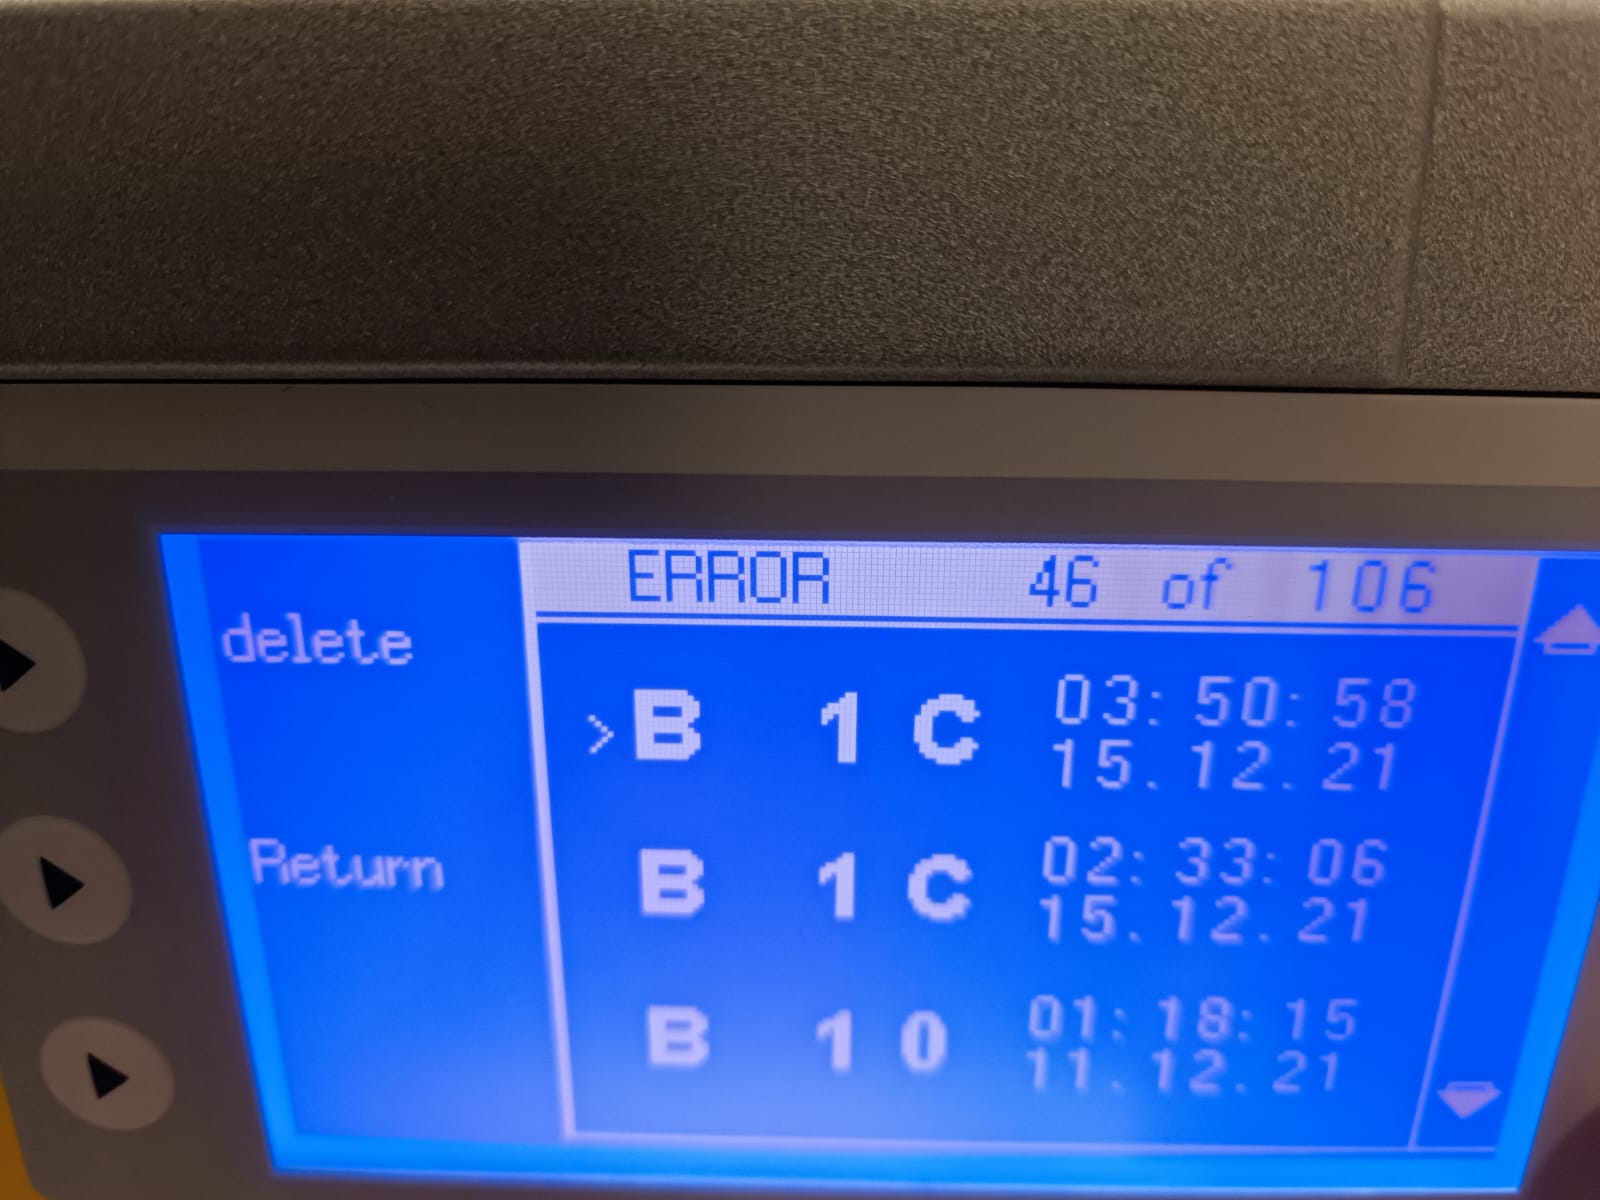 ERROR 46 of 106
delete
>B 1C 03:50:58
15.12.21
B 1C 02:33:06
15.12.21
Return
B 10 01:18:15
11.12.21